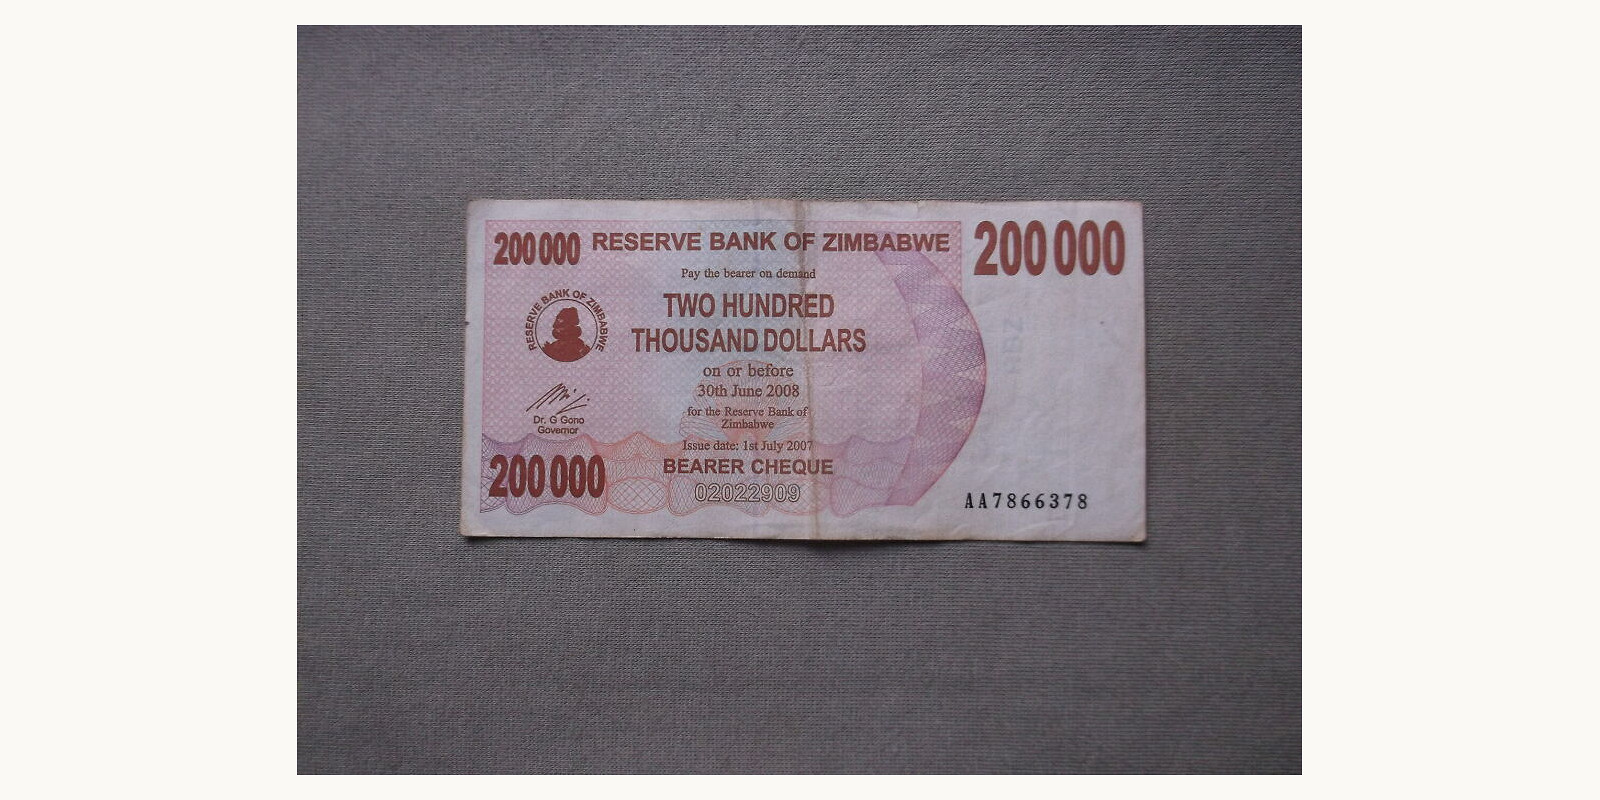 200 000 RESERVE BANK OF ZIMBABWE 200 000
Pay the bearer on demand
TWO HUNDRED
THOUSAND DOLLARS
RESERVE BANK OF ZIMBABWE
on or before
30th June 2008
for the Reserve Bank of
Zimbabwe
Dr. G Gono
Governor
Issue date: 1st July 2007
200 000 BEARER CHEQUE
02022909
AA7866378